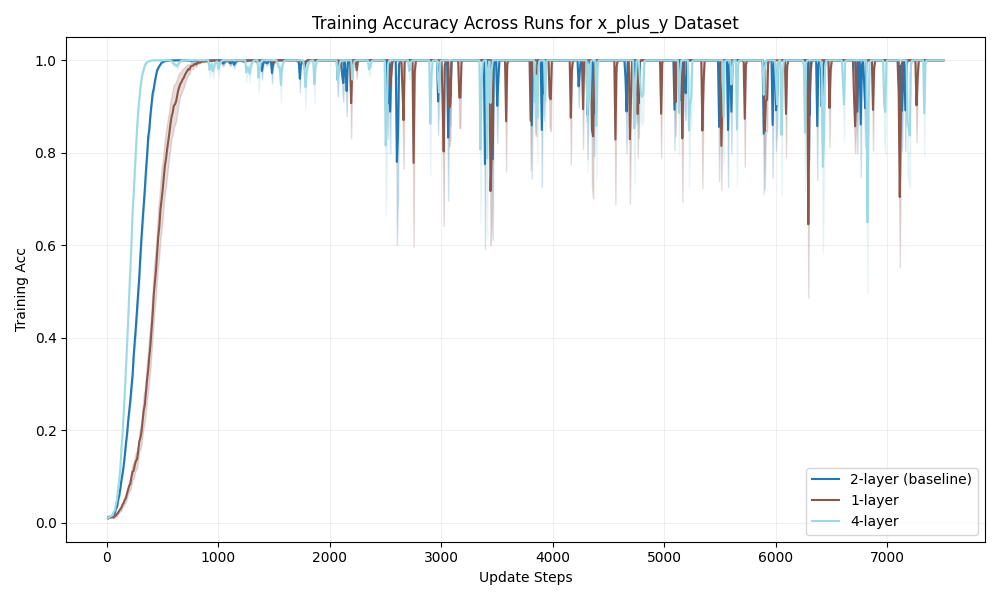 Training Accuracy Across Runs for x_plus_y Dataset
Training Acc
1.0
0.8
0.6
0.4
0.2
0.0
0
1000
2000
3000
4000
5000
6000
7000
Update Steps
2-layer (baseline)
1-layer
4-layer